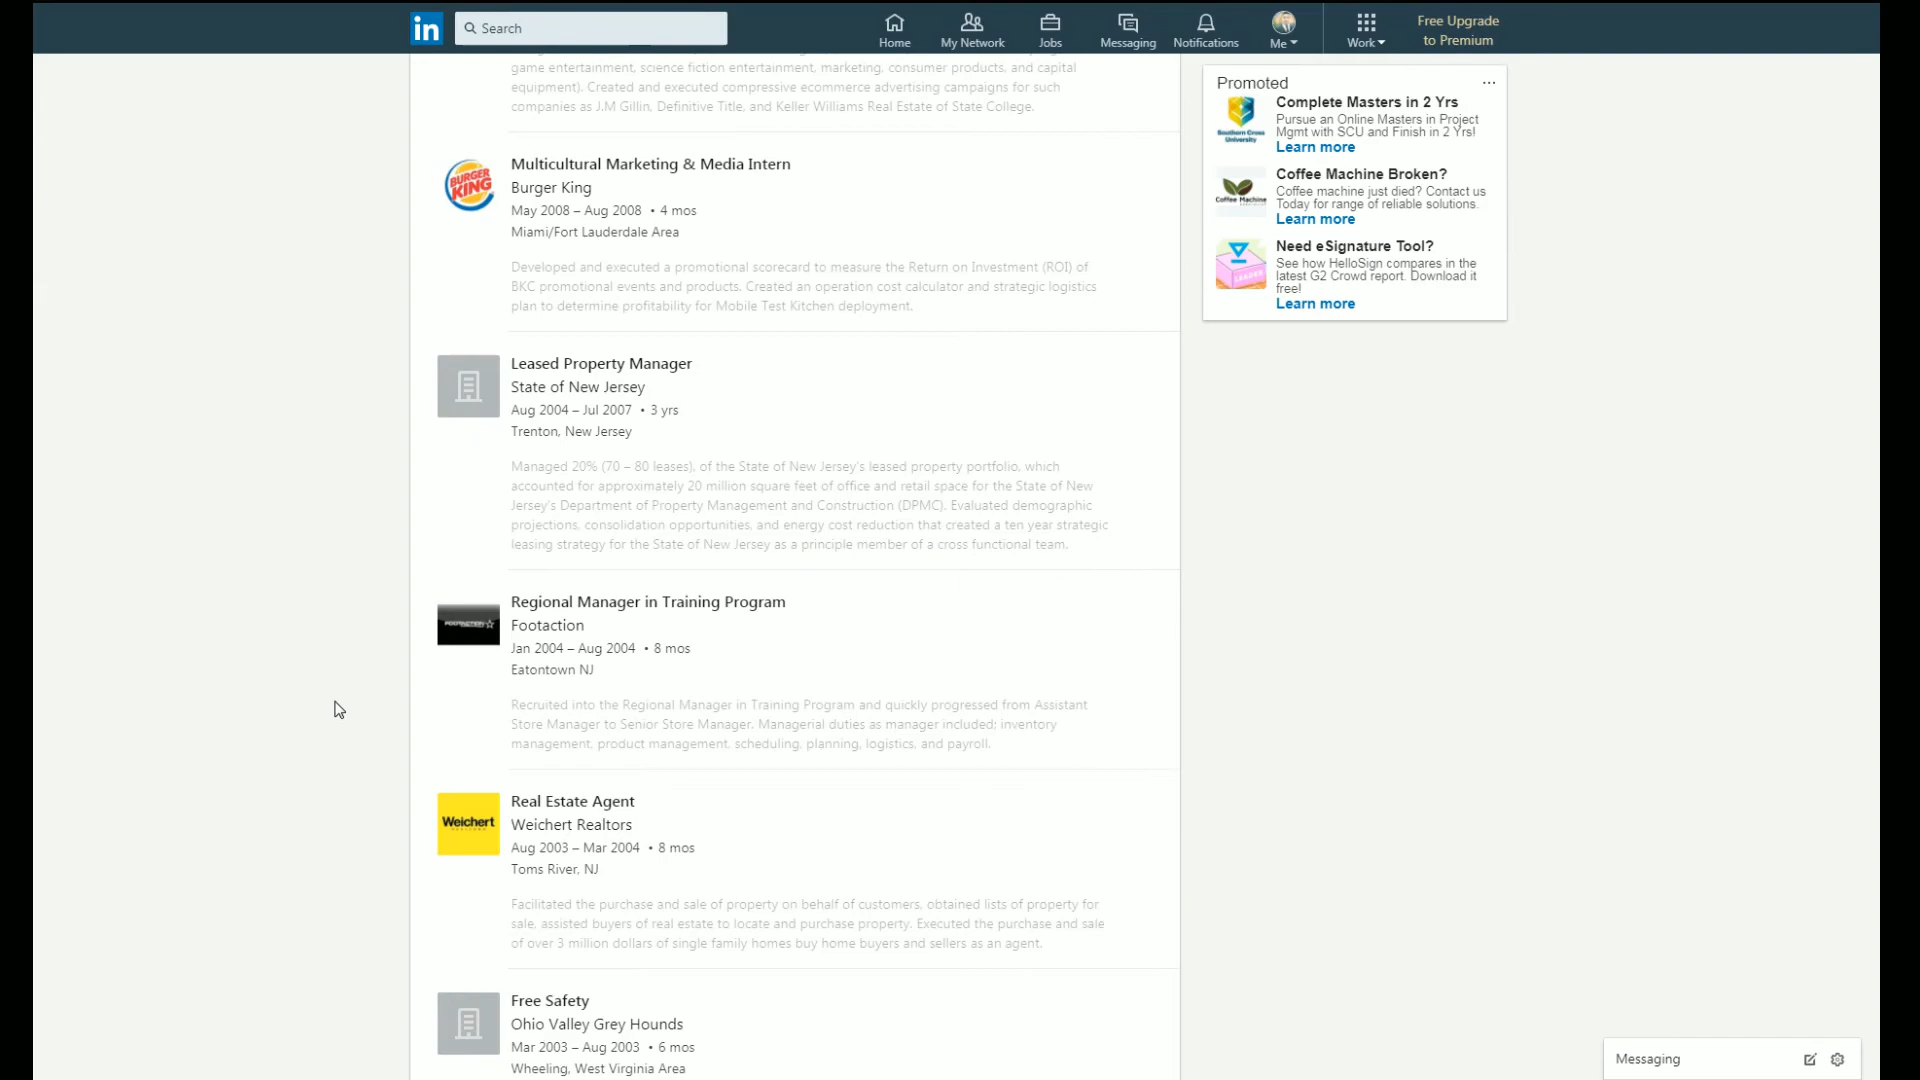 in
Search
Home
My Network
Jobs
Messaging
Notifications
Me
Work
Free Upgrade
to Premium
game entertainment, science fiction entertainment, marketing, consumer products, and capital
equipment). Created and executed compressive ecommerce advertising campaigns for such
companies as J.M Gillin, Definitive Title, and Keller Williams Real Estate of State College.
BURGER
KING
Multicultural Marketing & Media Intern
Burger King
May 2008 – Aug 2008 • 4 mos
Miami/Fort Lauderdale Area
Developed and executed a promotional scorecard to measure the Return on Investment (ROI) of
BKC promotional events and products. Created an operation cost calculator and strategic logistics
plan to determine profitability for Mobile Test Kitchen deployment.
Leased Property Manager
State of New Jersey
Aug 2004 – Jul 2007 • 3 yrs
Trenton, New Jersey
Managed 20% (70 – 80 leases), of the State of New Jersey's leased property portfolio, which
accounted for approximately 20 million square feet of office and retail space for the State of New
Jersey's Department of Property Management and Construction (DPMC). Evaluated demographic
projections, consolidation opportunities, and energy cost reduction that created a ten year strategic
leasing strategy for the State of New Jersey as a principle member of a cross functional team.
FOOTACTION
Regional Manager in Training Program
Footaction
Jan 2004 – Aug 2004 • 8 mos
Eatontown NJ
Recruited into the Regional Manager in Training Program and quickly progressed from Assistant
Store Manager to Senior Store Manager. Managerial duties as manager included; inventory
management, product management, scheduling, planning, logistics, and payroll.
Weichert
Real Estate Agent
Weichert Realtors
Aug 2003 – Mar 2004 • 8 mos
Toms River, NJ
Facilitated the purchase and sale of property on behalf of customers, obtained lists of property for
sale, assisted buyers of real estate to locate and purchase property. Executed the purchase and sale
of over 3 million dollars of single family homes buy home buyers and sellers as an agent.
Free Safety
Ohio Valley Grey Hounds
Mar 2003 – Aug 2003 • 6 mos
Wheeling, West Virginia Area
Promoted
Southern Cross
University
Complete Masters in 2 Yrs
Pursue an Online Masters in Project
Mgmt with SCU and Finish in 2 Yrs!
Learn more
Coffee Machine
Coffee Machine Broken?
Coffee machine just died? Contact us
Today for range of reliable solutions.
Learn more
LEADER
Need eSignature Tool?
See how HelloSign compares in the
latest G2 Crowd report. Download it
free!
Learn more
Messaging